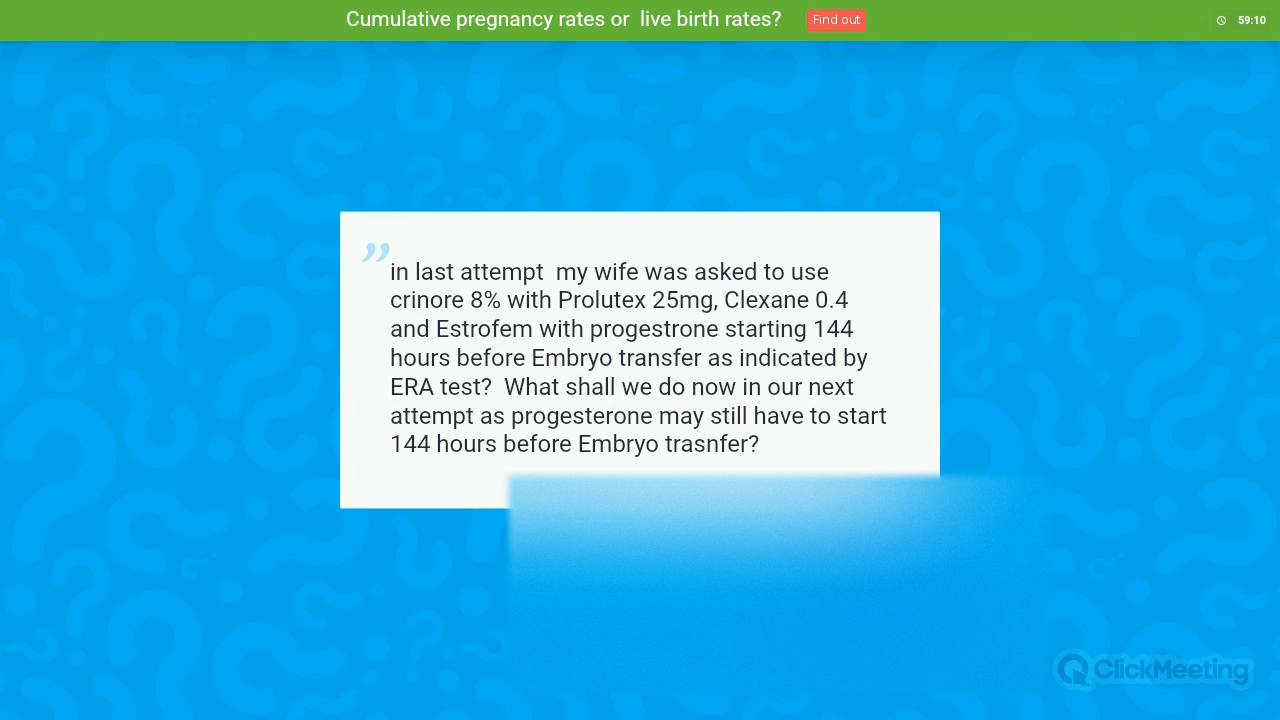 Cumulative pregnancy rates or  live birth rates?
Find out
59:10
in last attempt  my wife was asked to use
crinore 8% with Prolutex 25mg, Clexane 0.4
and Estrofem with progestrone starting 144
hours before Embryo transfer as indicated by
ERA test?  What shall we do now in our next
attempt as progesterone may still have to start
144 hours before Embryo trasnfer?
ClickMeeting